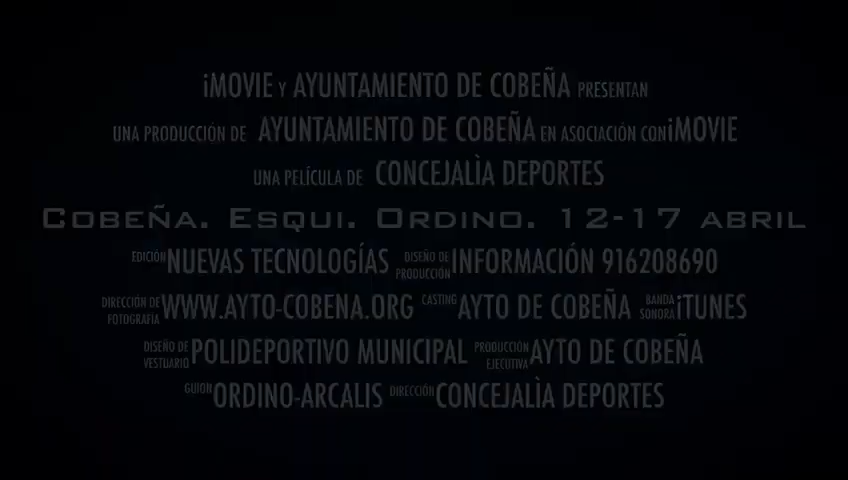 iMOVIE Y AYUNTAMIENTO DE COBEÑA PRESENTAN
UNA PRODUCCIÓN DE AYUNTAMIENTO DE COBEÑA EN ASOCIACIÓN CON iMOVIE
UNA PELÍCULA DE CONCEJALÌA DEPORTES
COBEÑA. ESQUI. ORDINO. 12-17 ABRIL
EDICIÓN NUEVAS TECNOLOGÍAS DISEÑO DE PRODUCCIÓN INFORMACIÓN 916208690
DIRECCIÓN DE FOTOGRAFIA WWW.AYTO-COBENA.ORG CASTING AYTO DE COBEÑA BANDA SONORA iTUNES
DISEÑO DE VESTUARIO POLIDEPORTIVO MUNICIPAL PRODUCCIÓN EJECUTIVA AYTO DE COBEÑA
GUION ORDINO-ARCALIS DIRECCIÓN CONCEJALÌA DEPORTES